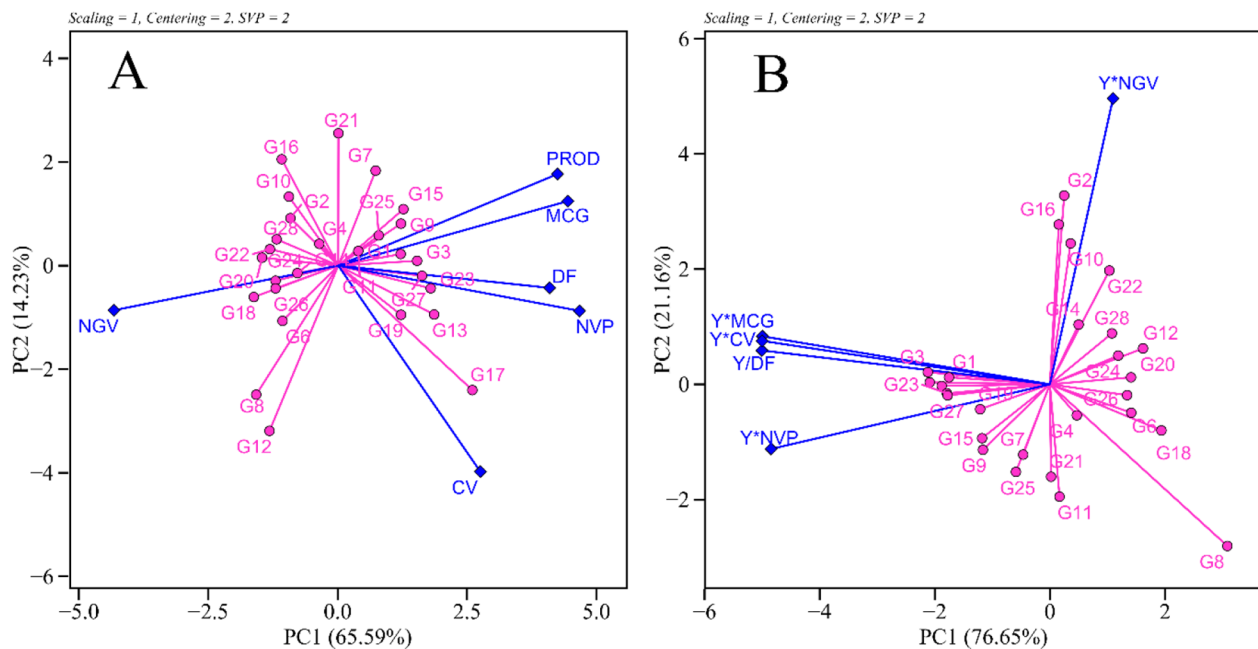 Scaling = 1, Centering = 2, SVP = 2
A
4
2
0
−2
−4
−6
PC2 (14.23%)
G21
G16
G7
PROD
G10
G25
G15
MCG
G2
G28
G4
G9
G22
G1
G3
G24
DF
G20
G11
G27
G23
G18
G26
NGV
NVP
G6
G19
G13
G17
G8
G12
CV
−5.0
−2.5
0.0
2.5
5.0
PC1 (65.59%)
Scaling = 1, Centering = 2, SVP = 2
B
6
4
2
0
−2
PC2 (21.16%)
Y*NGV
G2
G16
G10
G22
Y*MCG
G14
G28
Y*CV
G12
Y/DF
G3
G1
G24
G20
G23
G26
G27
G6
Y*NVP
G15
G7
G4
G18
G9
G21
G25
G11
G8
−6
−4
−2
0
2
PC1 (76.65%)